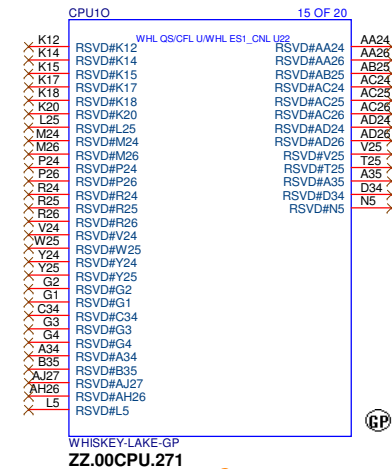 CPU1O 15 OF 20
WHL QS/CFL U/WHL ES1_CNL U22
K12 RSVD#K12 RSVD#AA24 AA24
K14 RSVD#K14 RSVD#AA26 AA26
K15 RSVD#K15 RSVD#AB25 AB25
K17 RSVD#K17 RSVD#AC24 AC24
K18 RSVD#K18 RSVD#AC25 AC25
K20 RSVD#K20 RSVD#AC26 AC26
L25 RSVD#L25 RSVD#AD24 AD24
M24 RSVD#M24 RSVD#AD26 AD26
M26 RSVD#M26 RSVD#V25 V25
P24 RSVD#P24 RSVD#T25 T25
P26 RSVD#P26 RSVD#A35 A35
R24 RSVD#R24 RSVD#D34 D34
R25 RSVD#R25 RSVD#N5 N5
R26 RSVD#R26
V24 RSVD#V24
W25 RSVD#W25
Y24 RSVD#Y24
Y25 RSVD#Y25
G2 RSVD#G2
G1 RSVD#G1
C34 RSVD#C34
G3 RSVD#G3
G4 RSVD#G4
A34 RSVD#A34
B35 RSVD#B35
AJ27 RSVD#AJ27
AH26 RSVD#AH26
L5 RSVD#L5
GP
WHISKEY-LAKE-GP
ZZ.00CPU.271